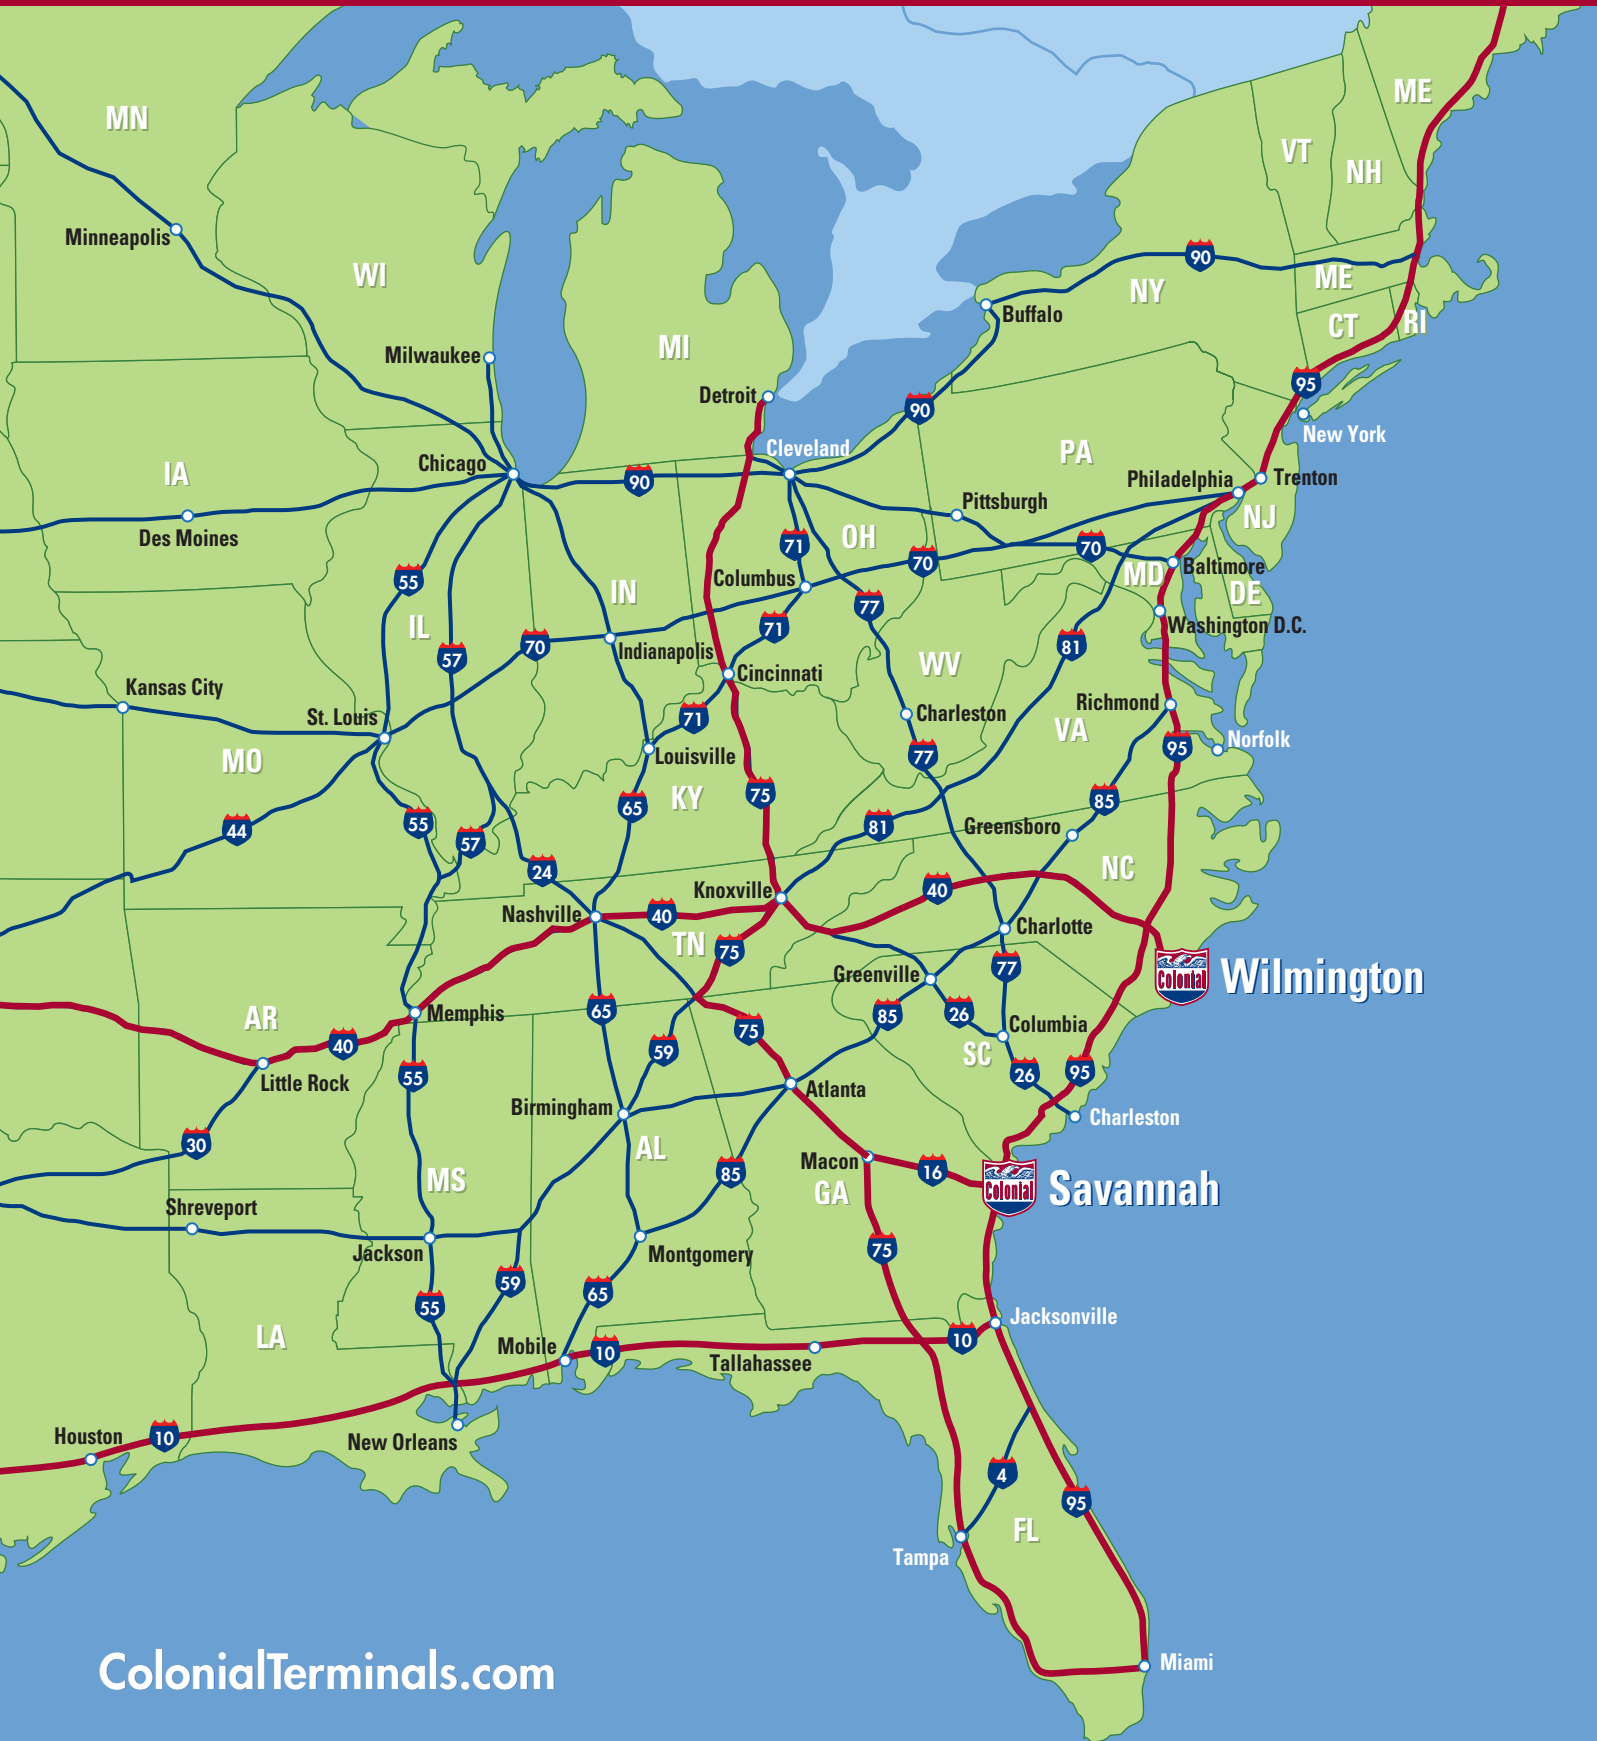 ME
MN
VT
NH
Minneapolis
90
WI
ME
NY
Buffalo
CT
RI
Milwaukee
MI
95
Detroit
90
New York
Cleveland
PA
Chicago
IA
90
Philadelphia
Trenton
Pittsburgh
NJ
Des Moines
OH
71
70
70
Baltimore
MD
Columbus
55
IN
DE
77
IL
71
Washington D.C.
70
81
57
Indianapolis
WV
Cincinnati
Kansas City
Richmond
St. Louis
71
Charleston
VA
95
Norfolk
MO
Louisville
77
KY
75
65
85
44
55
81
Greensboro
57
24
NC
Knoxville
40
Nashville
40
Charlotte
TN
75
77
Greenville
Colonial
Wilmington
65
26
Memphis
AR
85
75
Columbia
40
59
SC
Little Rock
55
26
95
Atlanta
Birmingham
Charleston
30
AL
Macon
85
16
MS
GA
Colonial
Savannah
Shreveport
Jackson
Montgomery
75
59
65
55
Jacksonville
LA
Mobile
10
10
Tallahassee
Houston
10
New Orleans
4
95
FL
Tampa
Miami
ColonialTerminals.com